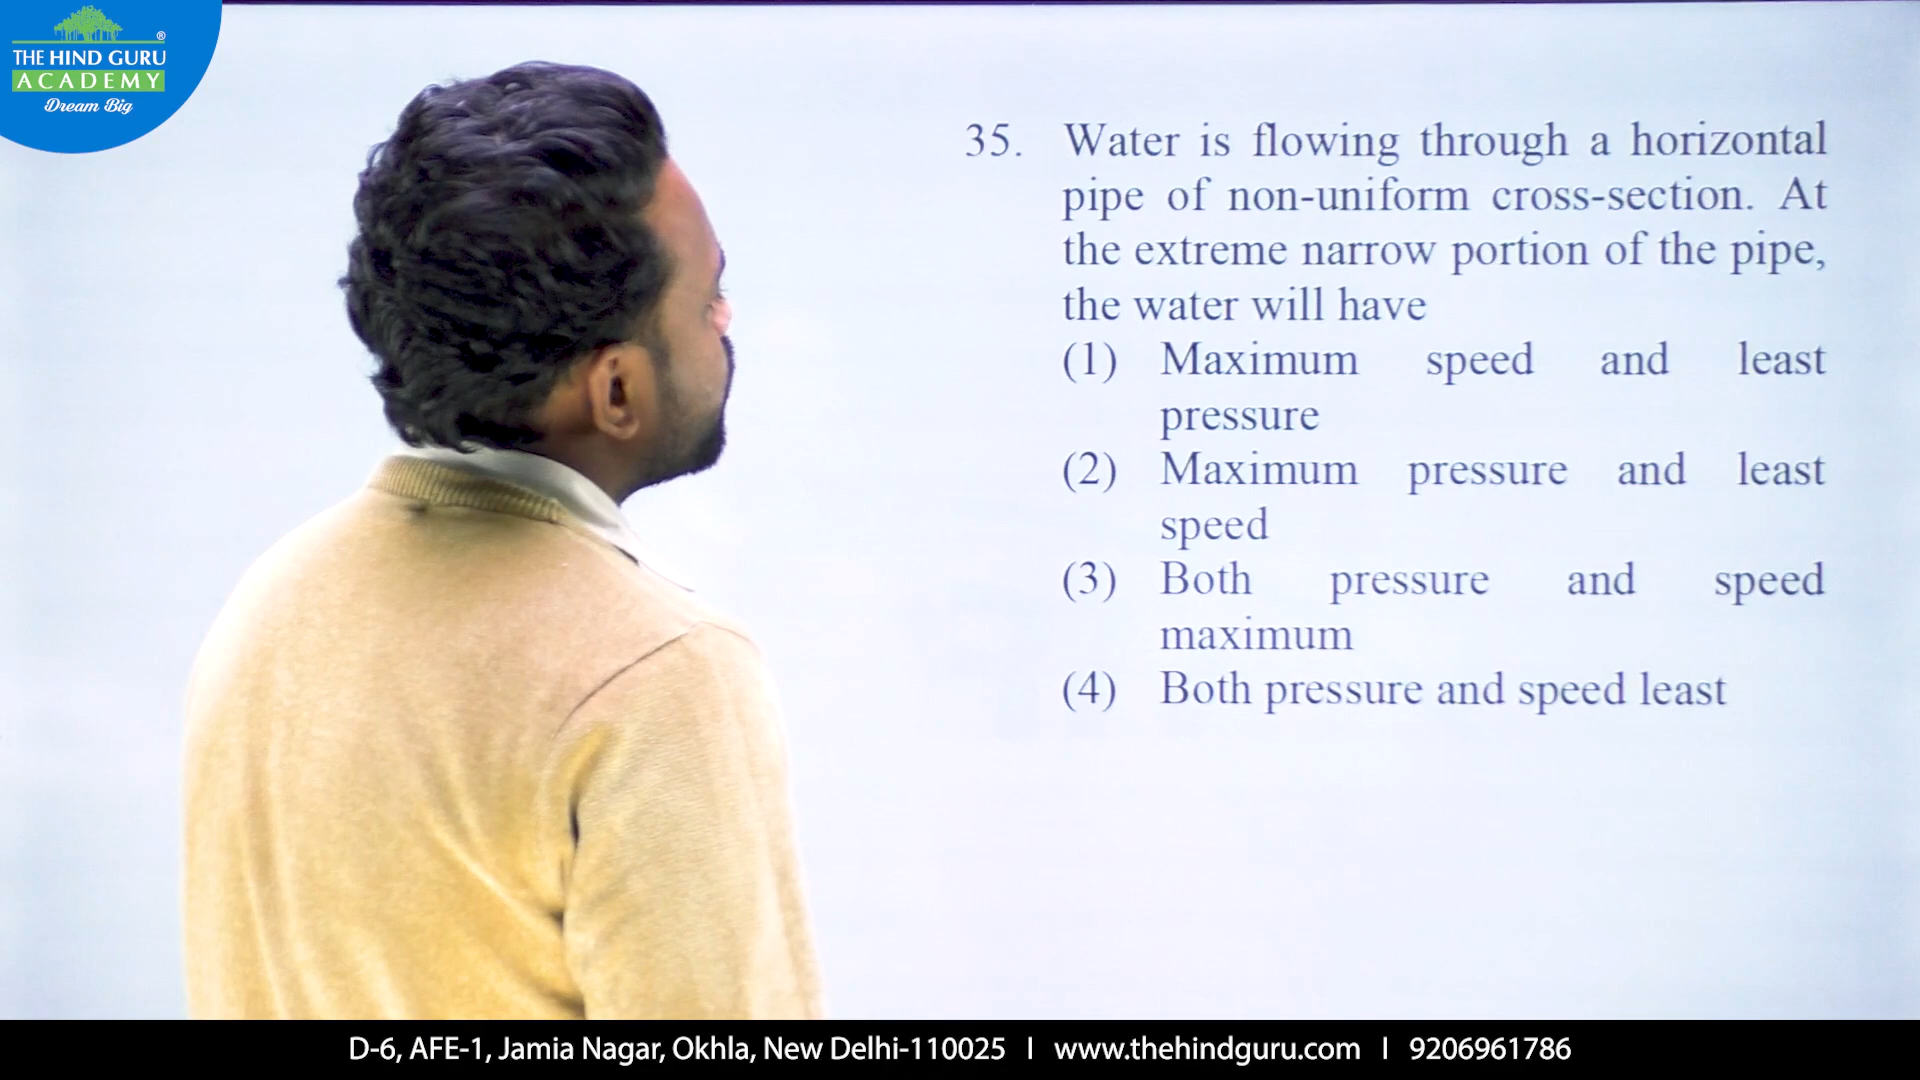 THE HIND GURU
ACADEMY
Dream Big
®
35. Water is flowing through a horizontal
pipe of non-uniform cross-section. At
the extreme narrow portion of the pipe,
the water will have
(1) Maximum speed and least
pressure
(2) Maximum pressure and least
speed
(3) Both pressure and speed
maximum
(4) Both pressure and speed least
D-6, AFE-1, Jamia Nagar, Okhla, New Delhi-110025 | www.thehindguru.com | 9206961786